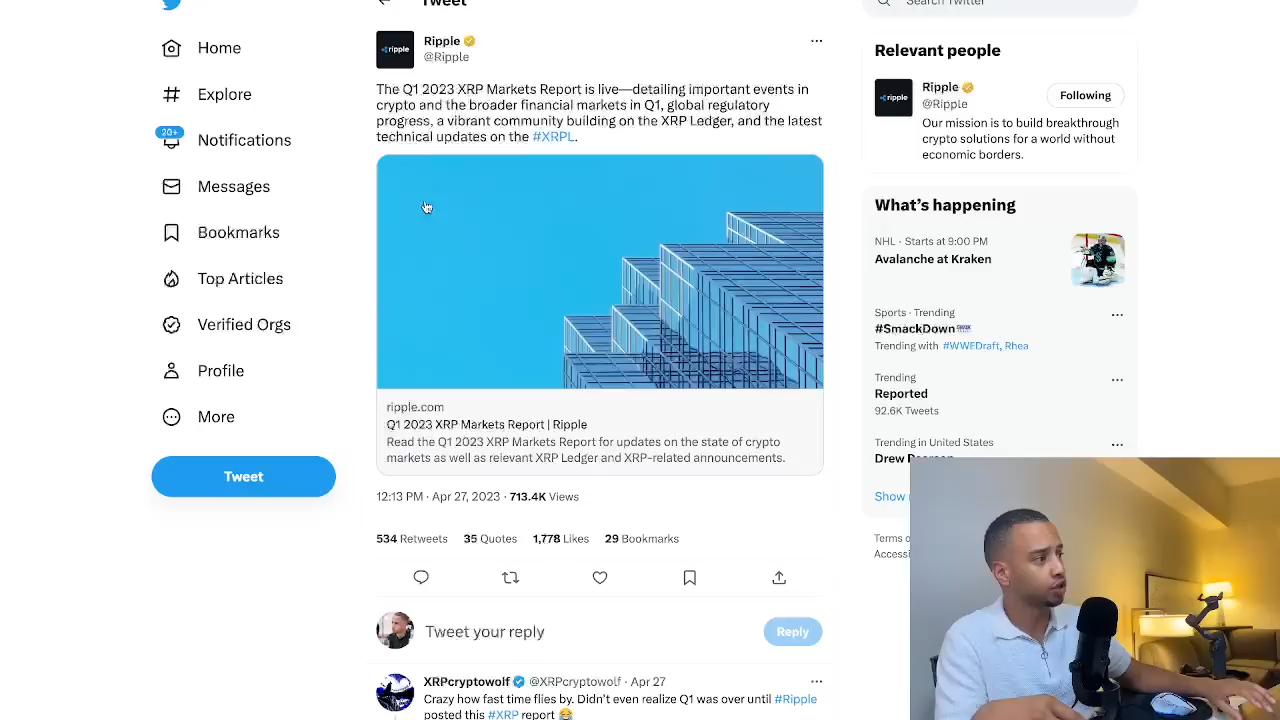 Tweet
Search Twitter
Home
Explore
20+
Notifications
Messages
Bookmarks
Top Articles
Verified Orgs
Profile
More
Tweet
ripple
Ripple
@Ripple
The Q1 2023 XRP Markets Report is live—detailing important events in
crypto and the broader financial markets in Q1, global regulatory
progress, a vibrant community building on the XRP Ledger, and the latest
technical updates on the #XRPL.
ripple.com
Q1 2023 XRP Markets Report | Ripple
Read the Q1 2023 XRP Markets Report for updates on the state of crypto
markets as well as relevant XRP Ledger and XRP-related announcements.
12:13 PM · Apr 27, 2023 · 713.4K Views
534 Retweets 35 Quotes 1,778 Likes 29 Bookmarks
Tweet your reply
Reply
XRPcryptowolf @XRPcryptowolf · Apr 27
Crazy how fast time flies by. Didn't even realize Q1 was over until #Ripple
posted this #XRP report 😂
Relevant people
ripple
Ripple
@Ripple
Following
Our mission is to build breakthrough
crypto solutions for a world without
economic borders.
What's happening
NHL · Starts at 9:00 PM
Avalanche at Kraken
Sports · Trending
#SmackDown
Trending with #WWEDraft, Rhea
Trending
Reported
92.6K Tweets
Trending in United States
Drew
Show
Terms